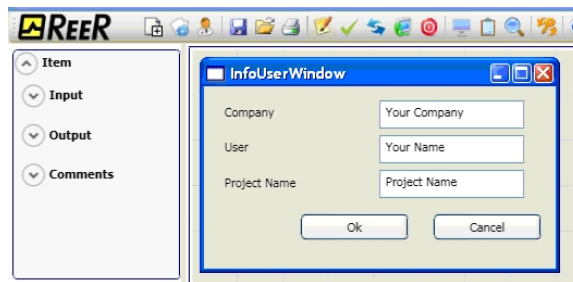 REER
Item
Input
Output
Comments
InfoUserWindow
Company Your Company
User Your Name
Project Name Project Name
Ok Cancel